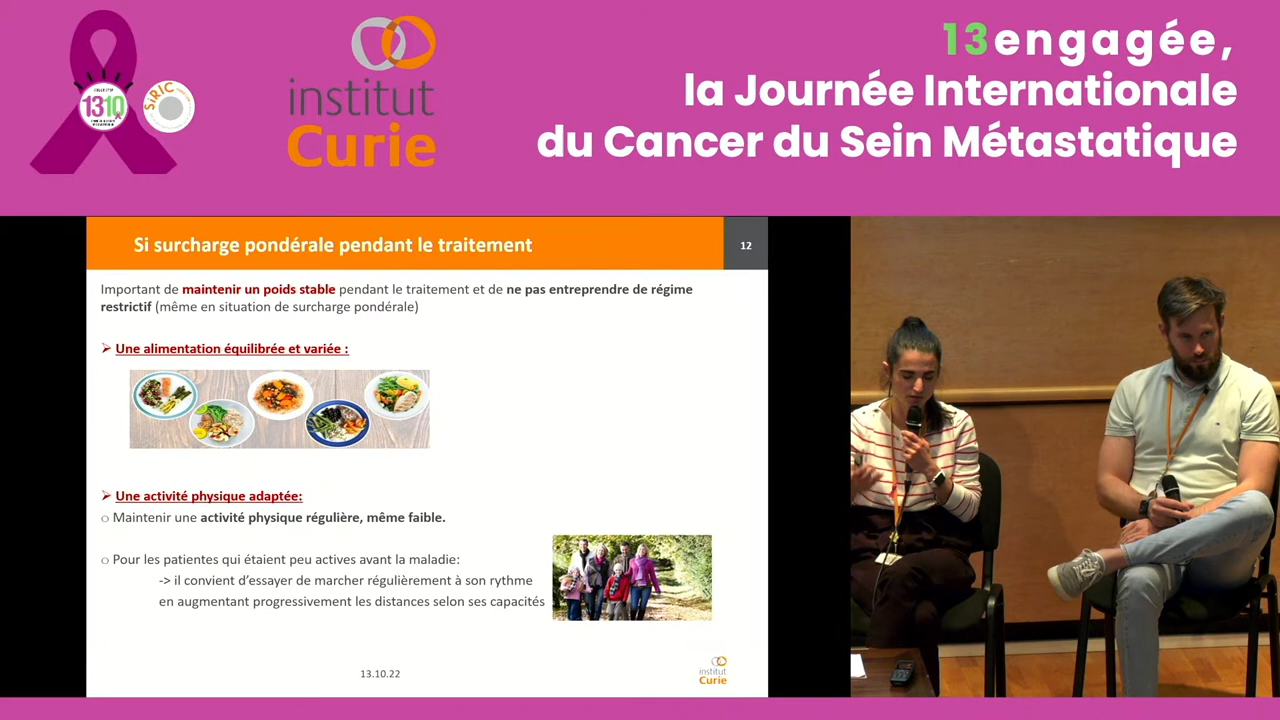 1310
SiRIC
institut
Curie
13engagée,
la Journée Internationale
du Cancer du Sein Métastatique
Si surcharge pondérale pendant le traitement
12
Important de maintenir un poids stable pendant le traitement et de ne pas entreprendre de régime
restrictif (même en situation de surcharge pondérale)
➢ Une alimentation équilibrée et variée :
➢ Une activité physique adaptée:
o Maintenir une activité physique régulière, même faible.
o Pour les patientes qui étaient peu actives avant la maladie:
-> il convient d’essayer de marcher régulièrement à son rythme
en augmentant progressivement les distances selon ses capacités
13.10.22
institut
Curie